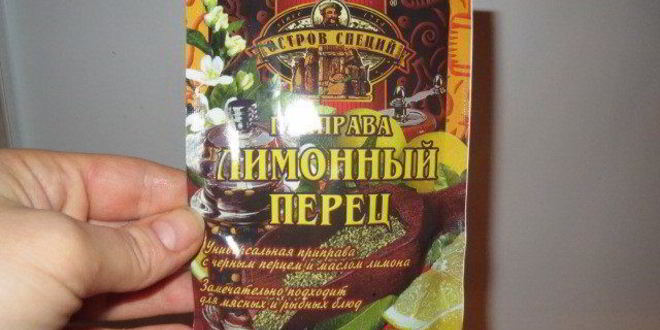 ОСТРОВ СПЕЦИЙ
ПРИПРАВА
ЛИМОННЫЙ
ПЕРЕЦ
Универсальная приправа
с черным перцем и маслом лимона
Замечательно подходит
для мясных и рыбных блюд